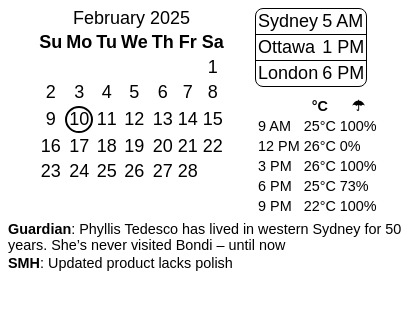 February 2025
Su Mo Tu We Th Fr Sa
1
2 3 4 5 6 7 8
9 10 11 12 13 14 15
16 17 18 19 20 21 22
23 24 25 26 27 28
Sydney 5 AM
Ottawa 1 PM
London 6 PM
°C ☂
9 AM 25°C 100%
12 PM 26°C 0%
3 PM 26°C 100%
6 PM 25°C 73%
9 PM 22°C 100%
Guardian: Phyllis Tedesco has lived in western Sydney for 50
years. She’s never visited Bondi – until now
SMH: Updated product lacks polish